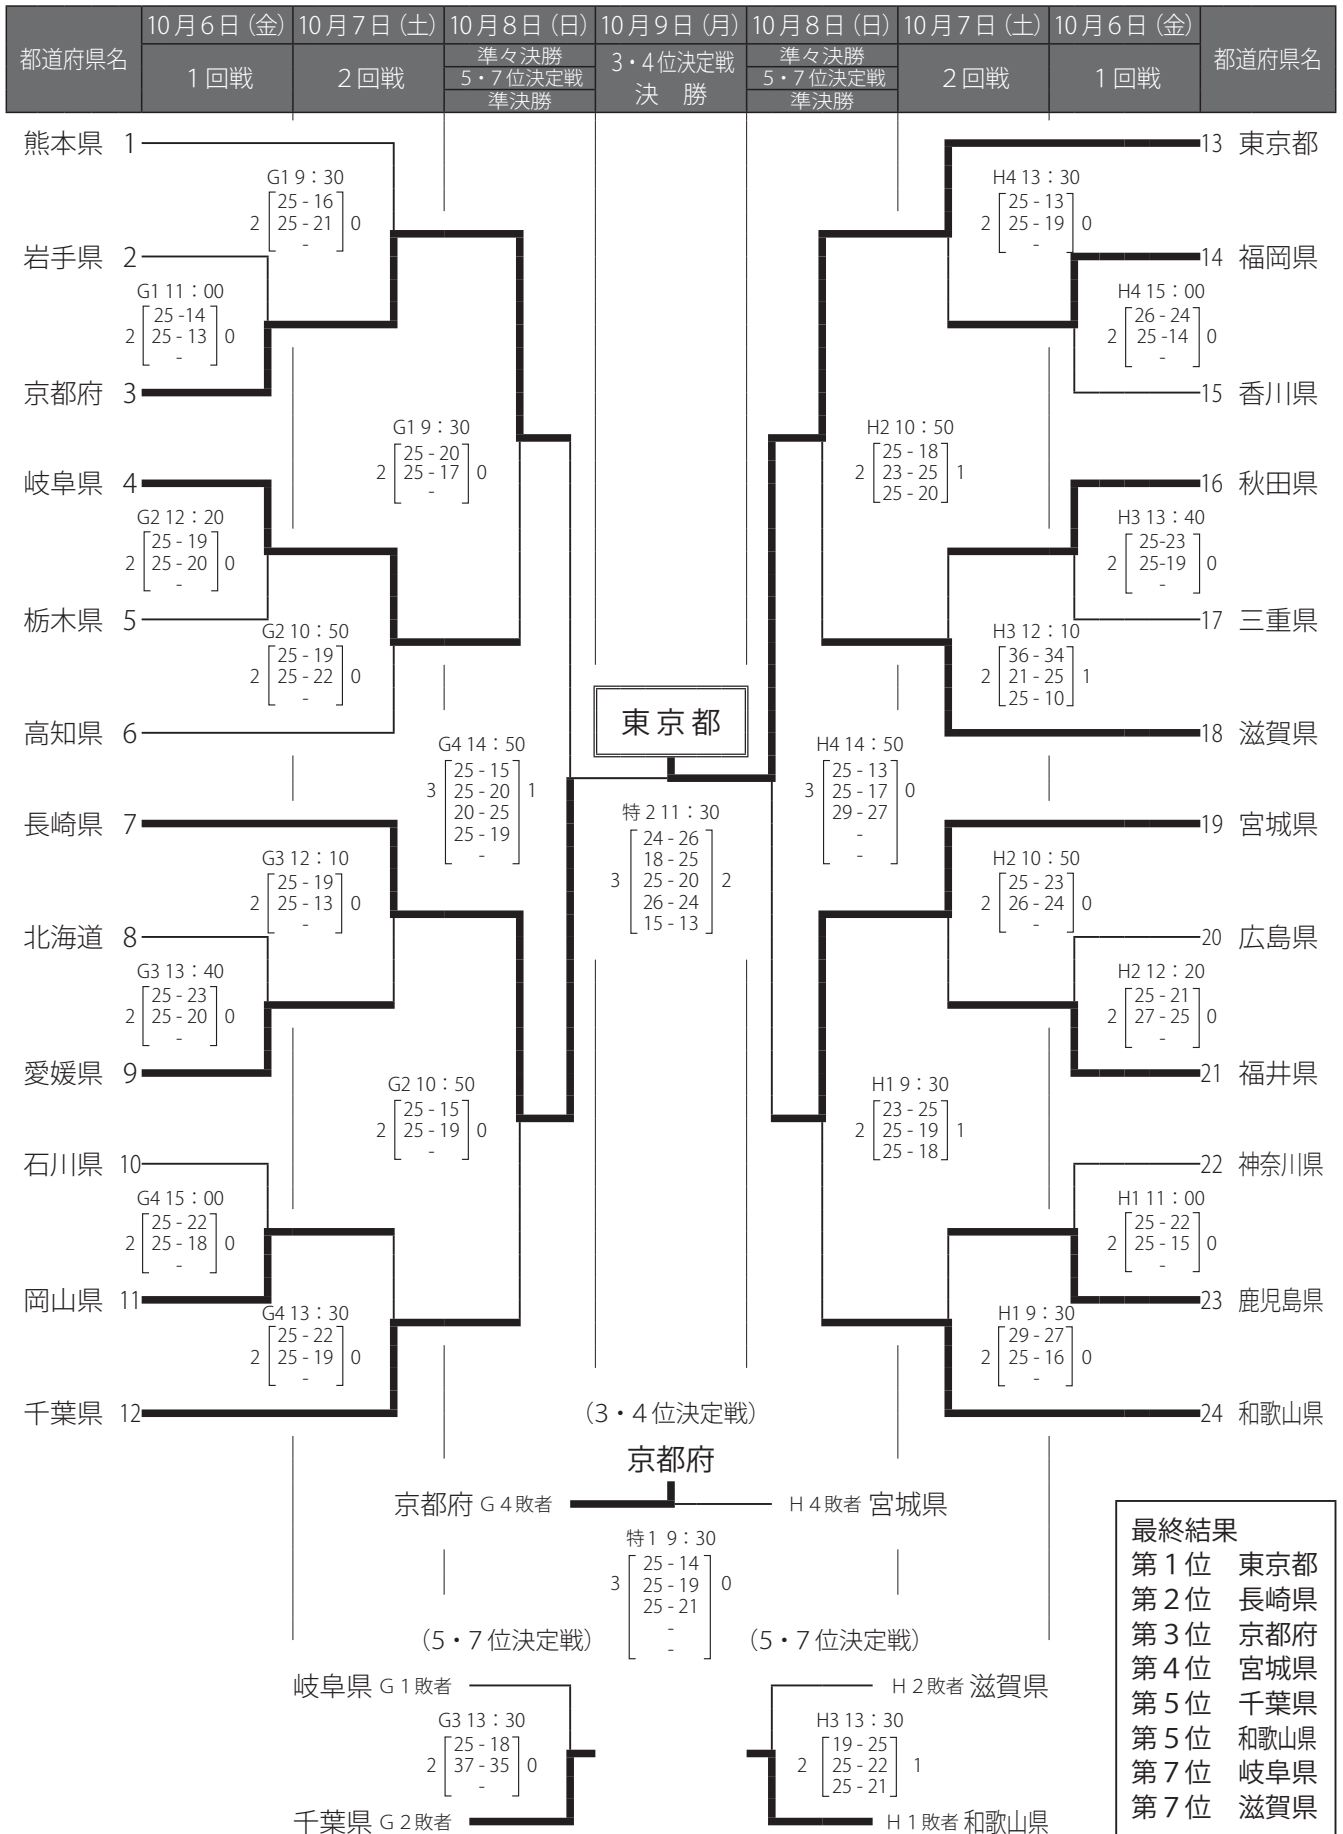 都道府県名
10月6日(金)
10月7日(土)
10月8日(日)
10月9日(月)
10月8日(日)
10月7日(土)
10月6日(金)
都道府県名
1回戦
2回戦
準々決勝
5・7位決定戦
準決勝
3・4位決定戦
決 勝
準々決勝
5・7位決定戦
準決勝
2回戦
1回戦
熊本県 1
岩手県 2
京都府 3
岐阜県 4
栃木県 5
高知県 6
長崎県 7
北海道 8
愛媛県 9
石川県 10
岡山県 11
千葉県 12
G1 9：30
2 0
25 - 16
25 - 21
-
G1 11：00
2 0
25 -14
25 - 13
-
G1 9：30
2 0
25 - 20
25 - 17
-
G2 12：20
2 0
25 - 19
25 - 20
-
G2 10：50
2 0
25 - 19
25 - 22
-
G4 14：50
3 1
25 - 15
25 - 20
20 - 25
25 - 19
-
G3 12：10
2 0
25 - 19
25 - 13
-
G3 13：40
2 0
25 - 23
25 - 20
-
G2 10：50
2 0
25 - 15
25 - 19
-
G4 15：00
2 0
25 - 22
25 - 18
-
G4 13：30
2 0
25 - 22
25 - 19
-
東京都
特2 11：30
3 2
24 - 26
18 - 25
25 - 20
26 - 24
15 - 13
13 東京都
14 福岡県
15 香川県
16 秋田県
17 三重県
18 滋賀県
19 宮城県
20 広島県
21 福井県
22 神奈川県
23 鹿児島県
24 和歌山県
H4 13：30
2 0
25 - 13
25 - 19
-
H4 15：00
2 0
26 - 24
25 -14
-
H2 10：50
2 1
25 - 18
23 - 25
25 - 20
H3 13：40
2 0
25-23
25-19
-
H3 12：10
2 1
36 - 34
21 - 25
25 - 10
H4 14：50
3 0
25 - 13
25 - 17
29 - 27
-
-
H2 10：50
2 0
25 - 23
26 - 24
-
H2 12：20
2 0
25 - 21
27 - 25
-
H1 9：30
2 1
23 - 25
25 - 19
25 - 18
H1 11：00
2 0
25 - 22
25 - 15
-
H1 9：30
2 0
29 - 27
25 - 16
-
(3・4位決定戦)
京都府
京都府 G4敗者
H4敗者 宮城県
特1 9：30
3 0
25 - 14
25 - 19
25 - 21
-
-
(5・7位決定戦)
岐阜県 G1敗者
G3 13：30
2 0
25 - 18
37 - 35
-
千葉県 G2敗者
(5・7位決定戦)
H2敗者 滋賀県
H3 13：30
2 1
19 - 25
25 - 22
25 - 21
H1敗者 和歌山県
最終結果
第1位 東京都
第2位 長崎県
第3位 京都府
第4位 宮城県
第5位 千葉県
第5位 和歌山県
第7位 岐阜県
第7位 滋賀県